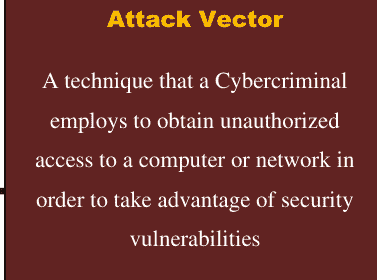 Attack Vector
A technique that a Cybercriminal
employs to obtain unauthorized
access to a computer or network in
order to take advantage of security
vulnerabilities